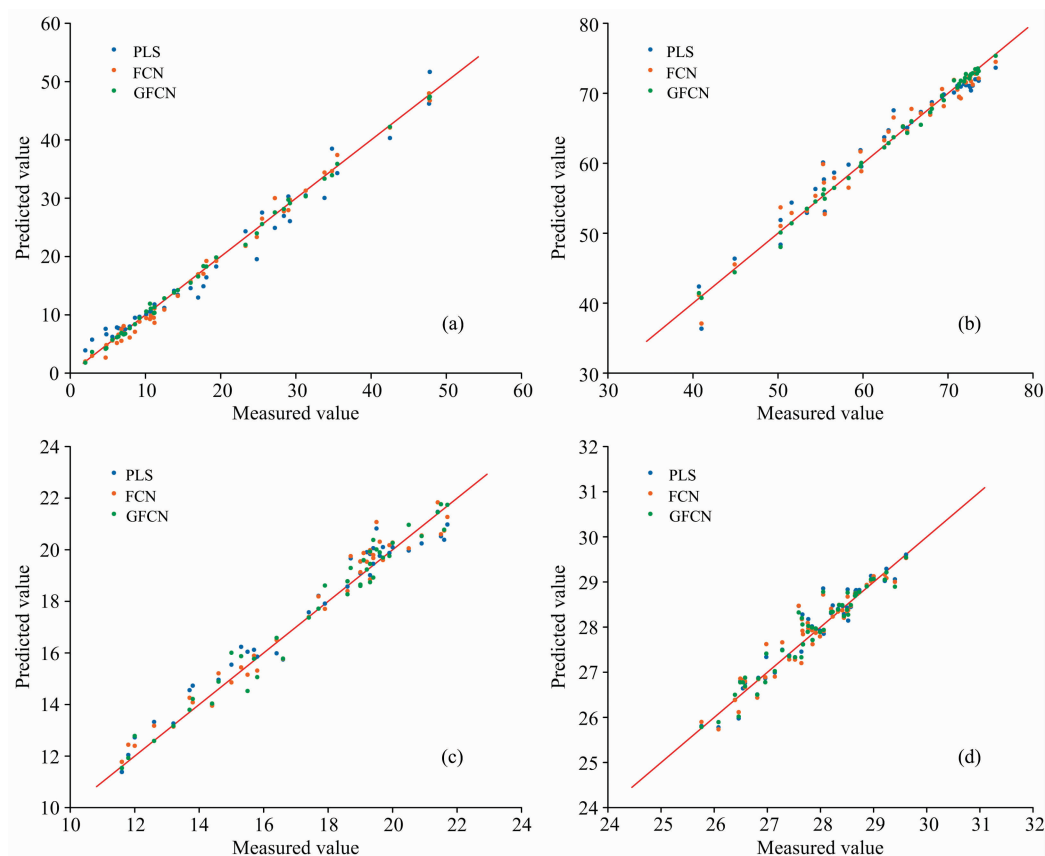 60
50
40
30
20
10
0
Predicted value
PLS
FCN
GFCN
(a)
0 10 20 30 40 50 60
Measured value
80
70
60
50
40
30
Predicted value
PLS
FCN
GFCN
(b)
30 40 50 60 70 80
Measured value
24
22
20
18
16
14
12
10
Predicted value
PLS
FCN
GFCN
(c)
10 12 14 16 18 20 22 24
Measured value
32
31
30
29
28
27
26
25
24
Predicted value
PLS
FCN
GFCN
(d)
24 25 26 27 28 29 30 31 32
Measured value